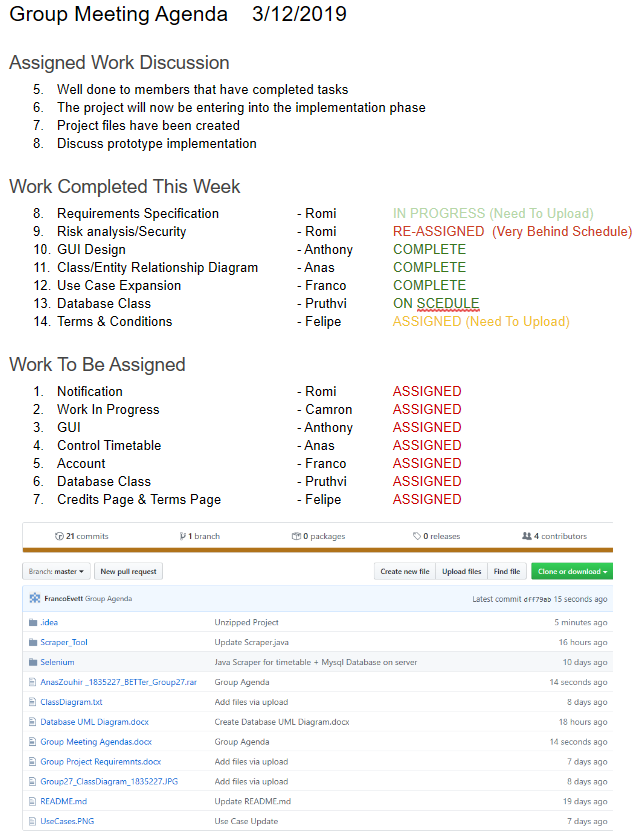 Group Meeting Agenda 3/12/2019
Assigned Work Discussion
5. Well done to members that have completed tasks
6. The project will now be entering into the implementation phase
7. Project files have been created
8. Discuss prototype implementation
Work Completed This Week
8. Requirements Specification - Romi IN PROGRESS (Need To Upload)
9. Risk analysis/Security - Romi RE-ASSIGNED (Very Behind Schedule)
10. GUI Design - Anthony COMPLETE
11. Class/Entity Relationship Diagram - Anas COMPLETE
12. Use Case Expansion - Franco COMPLETE
13. Database Class - Pruthvi ON SCEDULE
14. Terms & Conditions - Felipe ASSIGNED (Need To Upload)
Work To Be Assigned
1. Notification - Romi ASSIGNED
2. Work In Progress - Camron ASSIGNED
3. GUI - Anthony ASSIGNED
4. Control Timetable - Anas ASSIGNED
5. Account - Franco ASSIGNED
6. Database Class - Pruthvi ASSIGNED
7. Credits Page & Terms Page - Felipe ASSIGNED
21 commits 1 branch 0 packages 0 releases 4 contributors
Branch: master New pull request Create new file Upload files Find file Clone or download
FrancoEvett Group Agenda Latest commit dff79ab 15 seconds ago
.idea Unzipped Project 5 minutes ago
Scraper_Tool Update Scraper.java 16 hours ago
Selenium Java Scraper for timetable + Mysql Database on server 10 days ago
AnasZouhir _1835227_BETTer_Group27.rar Group Agenda 14 seconds ago
ClassDiagram.txt Add files via upload 8 days ago
Database UML Diagram.docx Create Database UML Diagram.docx 18 hours ago
Group Meeting Agendas.docx Group Agenda 14 seconds ago
Group Project Requiremnts.docx Add files via upload 7 days ago
Group27_ClassDiagram_1835227.JPG Add files via upload 8 days ago
README.md Update README.md 19 days ago
UseCases.PNG Use Case Update 7 days ago